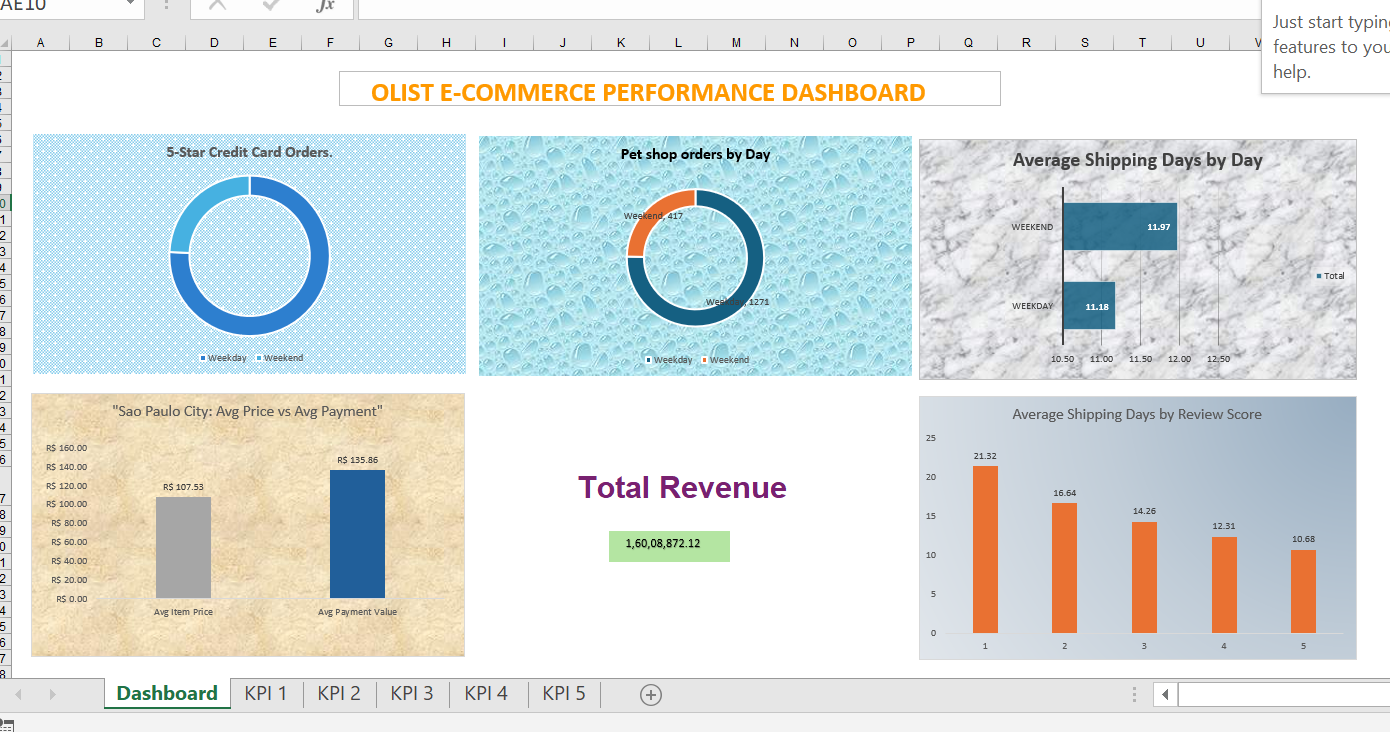 AE10
fx
Just start typing
features to you
help.
A B C D E F G H I J K L M N O P Q R S T U V
OLIST E-COMMERCE PERFORMANCE DASHBOARD
5-Star Credit Card Orders.
Weekday Weekend
Pet shop orders by Day
Weekend, 417
Weekday, 1271
Weekday Weekend
Average Shipping Days by Day
WEEKEND 11.97
Total
WEEKDAY 11.18
10.50 11.00 11.50 12.00 12.50
"Sao Paulo City: Avg Price vs Avg Payment"
R$ 160.00
R$ 140.00
R$ 120.00
R$ 100.00
R$ 80.00
R$ 60.00
R$ 40.00
R$ 20.00
R$ 0.00
R$ 107.53
R$ 135.86
Avg Item Price Avg Payment Value
Total Revenue
1,60,08,872.12
Average Shipping Days by Review Score
25
20
15
10
5
0
21.32
16.64
14.26
12.31
10.68
1 2 3 4 5
Dashboard KPI 1 KPI 2 KPI 3 KPI 4 KPI 5